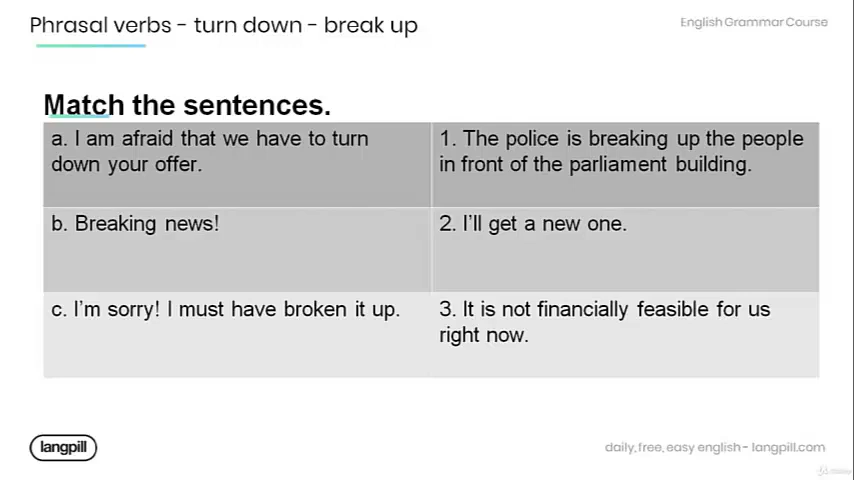 Phrasal verbs - turn down - break up
English Grammar Course
Match the sentences.
a. I am afraid that we have to turn
down your offer.
1. The police is breaking up the people
in front of the parliament building.
b. Breaking news!
2. I'll get a new one.
c. I'm sorry! I must have broken it up.
3. It is not financially feasible for us
right now.
langpill
daily, free, easy english - langpill.com